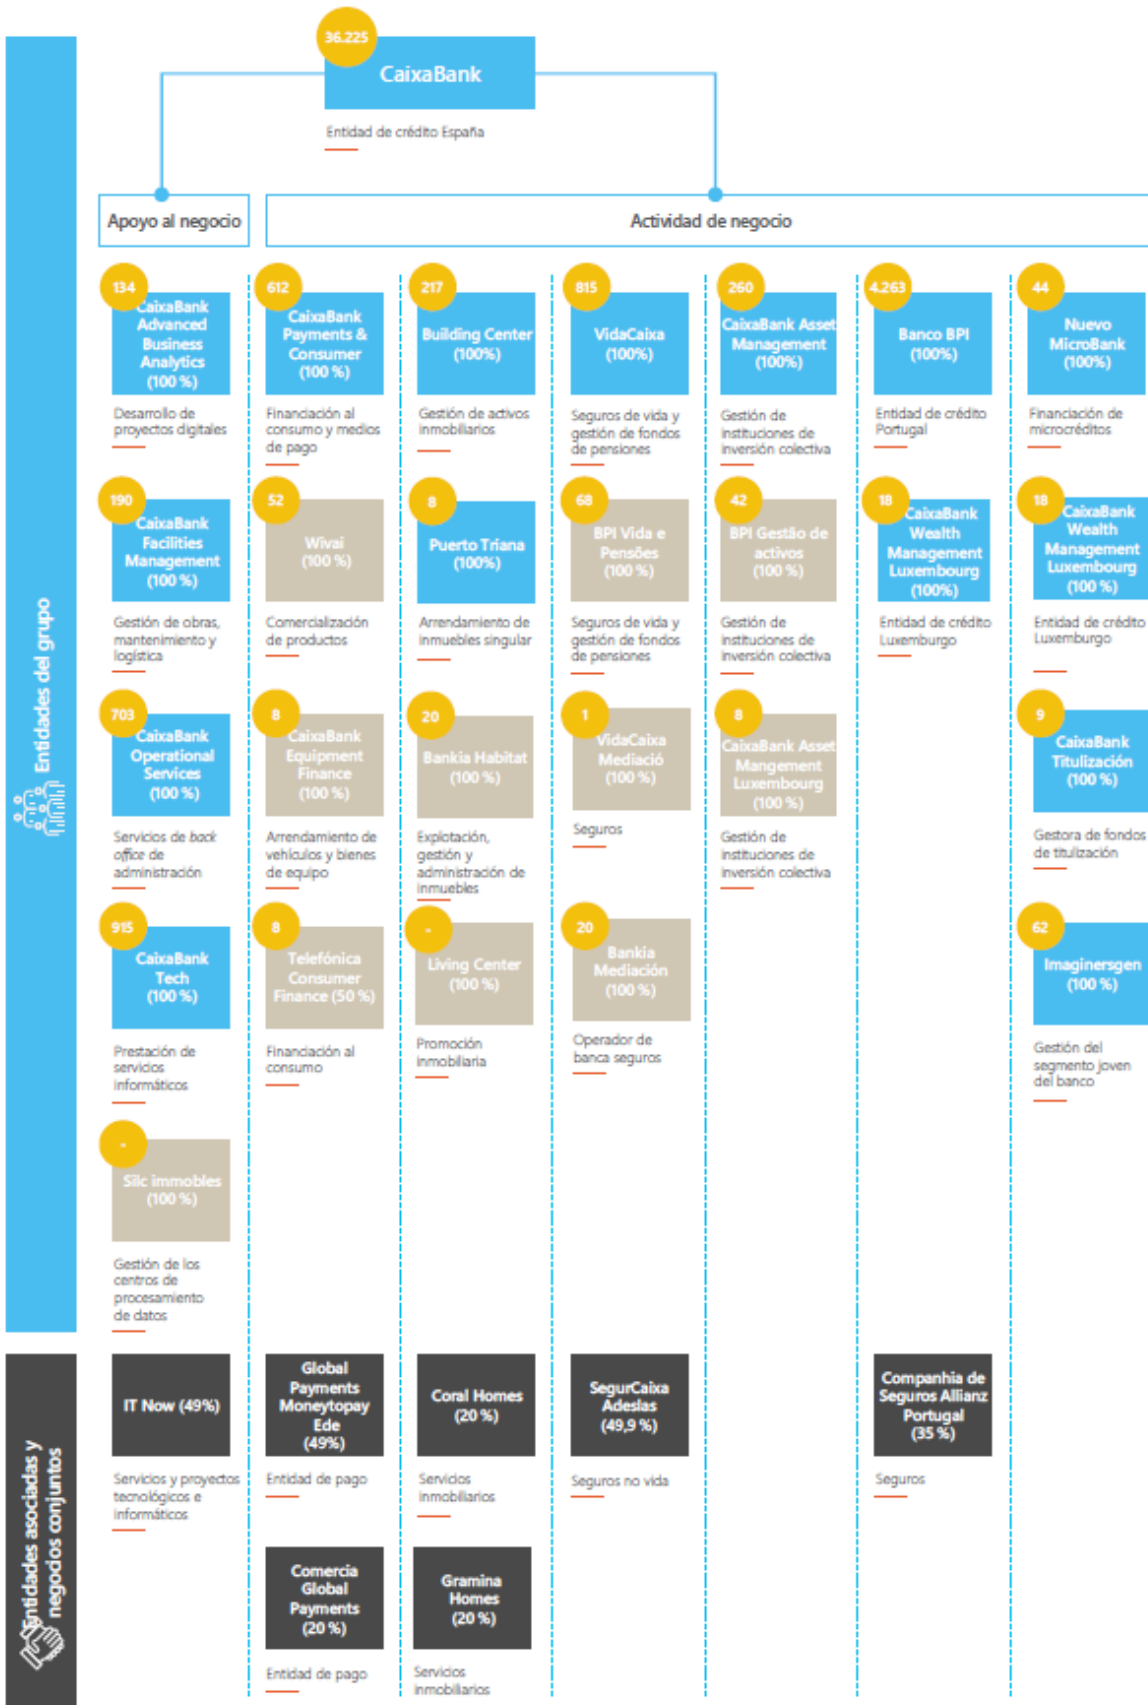 36.225
CaixaBank
Entidad de crédito España
Apoyo al negocio
Actividad de negocio
Entidades del grupo
134
CaixaBank
Advanced
Business
Analytics
(100 %)
Desarrollo de
proyectos digitales
612
CaixaBank
Payments &
Consumer
(100 %)
Financiación al
consumo y medios
de pago
217
Building Center
(100%)
Gestión de activos
inmobiliarios
815
VidaCaixa
(100%)
Seguros de vida y
gestión de fondos
de pensiones
260
CaixaBank Asset
Management
(100%)
Gestión de
instituciones de
inversión colectiva
4.263
Banco BPI
(100%)
Entidad de crédito
Portugal
44
Nuevo
MicroBank
(100%)
Financiación de
microcréditos
190
CaixaBank
Facilities
Management
(100 %)
Gestión de obras,
mantenimiento y
logística
52
Wivai
(100 %)
Comercialización
de productos
8
Puerto Triana
(100%)
Arrendamiento de
inmuebles singular
68
BPI Vida e
Pensões
(100 %)
Seguros de vida y
gestión de fondos
de pensiones
42
BPI Gestão de
activos
(100 %)
Gestión de
instituciones de
inversión colectiva
18
CaixaBank
Wealth
Management
Luxembourg
(100%)
Entidad de crédito
Luxemburgo
18
CaixaBank
Wealth
Management
Luxembourg
(100 %)
Entidad de crédito
Luxemburgo
703
CaixaBank
Operational
Services
(100 %)
Servicios de back
office de
administración
8
CaixaBank
Equipment
Finance
(100 %)
Arrendamiento de
vehículos y bienes
de equipo
20
Bankia Habitat
(100 %)
Explotación,
gestión y
administración de
inmuebles
1
VidaCaixa
Mediació
(100 %)
Seguros
8
CaixaBank Asset
Mangement
Luxembourg
(100 %)
Gestión de
instituciones de
inversión colectiva
9
CaixaBank
Titulización
(100 %)
Gestora de fondos
de titulización
915
CaixaBank
Tech
(100 %)
Prestación de
servicios
informáticos
8
Telefónica
Consumer
Finance (50 %)
Financiación al
consumo
-
Living Center
(100 %)
Promoción
inmobiliaria
20
Bankia
Mediación
(100 %)
Operador de
banca seguros
62
Imaginersgen
(100 %)
Gestión del
segmento joven
del banco
-
Silc immobles
(100 %)
Gestión de los
centros de
procesamiento
de datos
Entidades asociadas y
negocios conjuntos
IT Now (49%)
Servicios y proyectos
tecnológicos e
informáticos
Global
Payments
Moneytopay
Ede
(49%)
Entidad de pago
Coral Homes
(20 %)
Servicios
inmobiliarios
SegurCaixa
Adeslas
(49,9 %)
Seguros no vida
Companhia de
Seguros Allianz
Portugal
(35 %)
Seguros
Comercia
Global
Payments
(20 %)
Entidad de pago
Gramina
Homes
(20 %)
Servicios
inmobiliarios